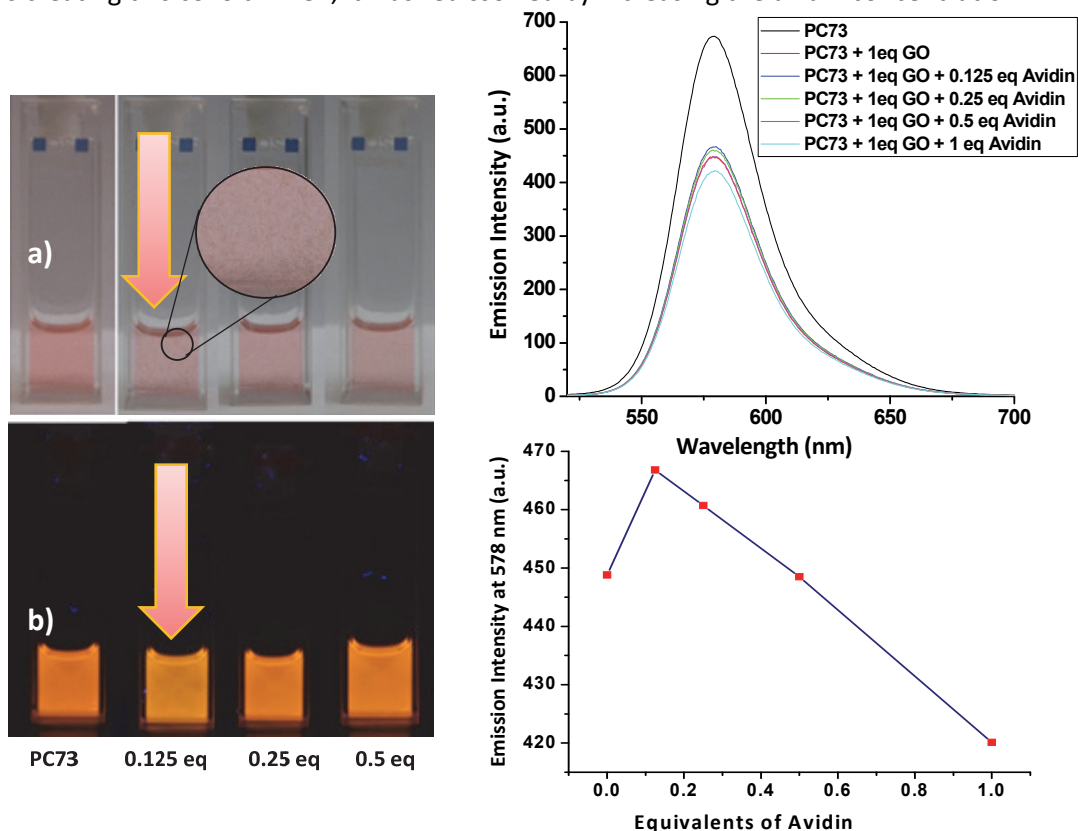 a)
b)
PC73 0.125 eq 0.25 eq 0.5 eq
700
600
500
400
300
200
100
0
Emission Intensity (a.u.)
PC73
PC73 + 1eq GO
PC73 + 1eq GO + 0.125 eq Avidin
PC73 + 1eq GO + 0.25 eq Avidin
PC73 + 1eq GO + 0.5 eq Avidin
PC73 + 1eq GO + 1 eq Avidin
550 600 650 700
Wavelength (nm)
470
460
450
440
430
420
Emission Intensity at 578 nm (a.u.)
0.0 0.2 0.4 0.6 0.8 1.0
Equivalents of Avidin